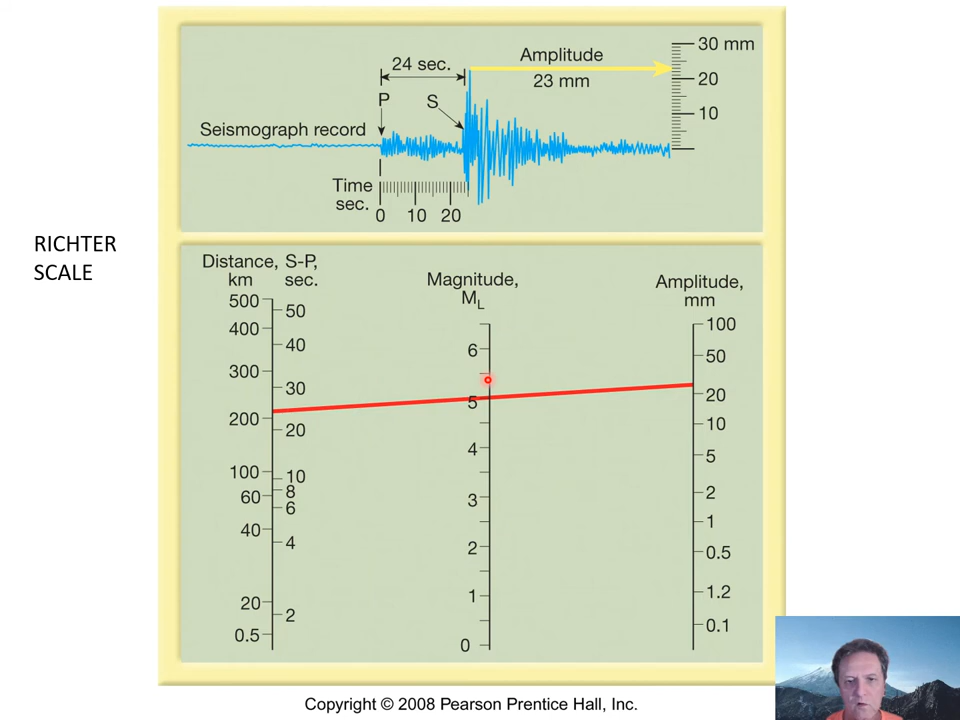 RICHTER
SCALE
24 sec.
Amplitude
23 mm
30 mm
20
10
P
S
Seismograph record
Time
sec.
0 10 20
Distance, S-P,
km sec.
500
400
300
200
100
60
40
20
0.5
50
40
30
20
10
8
6
4
2
Magnitude,
ML
6
5
4
3
2
1
0
Amplitude,
mm
100
50
20
10
5
2
1
0.5
1.2
0.1
Copyright © 2008 Pearson Prentice Hall, Inc.